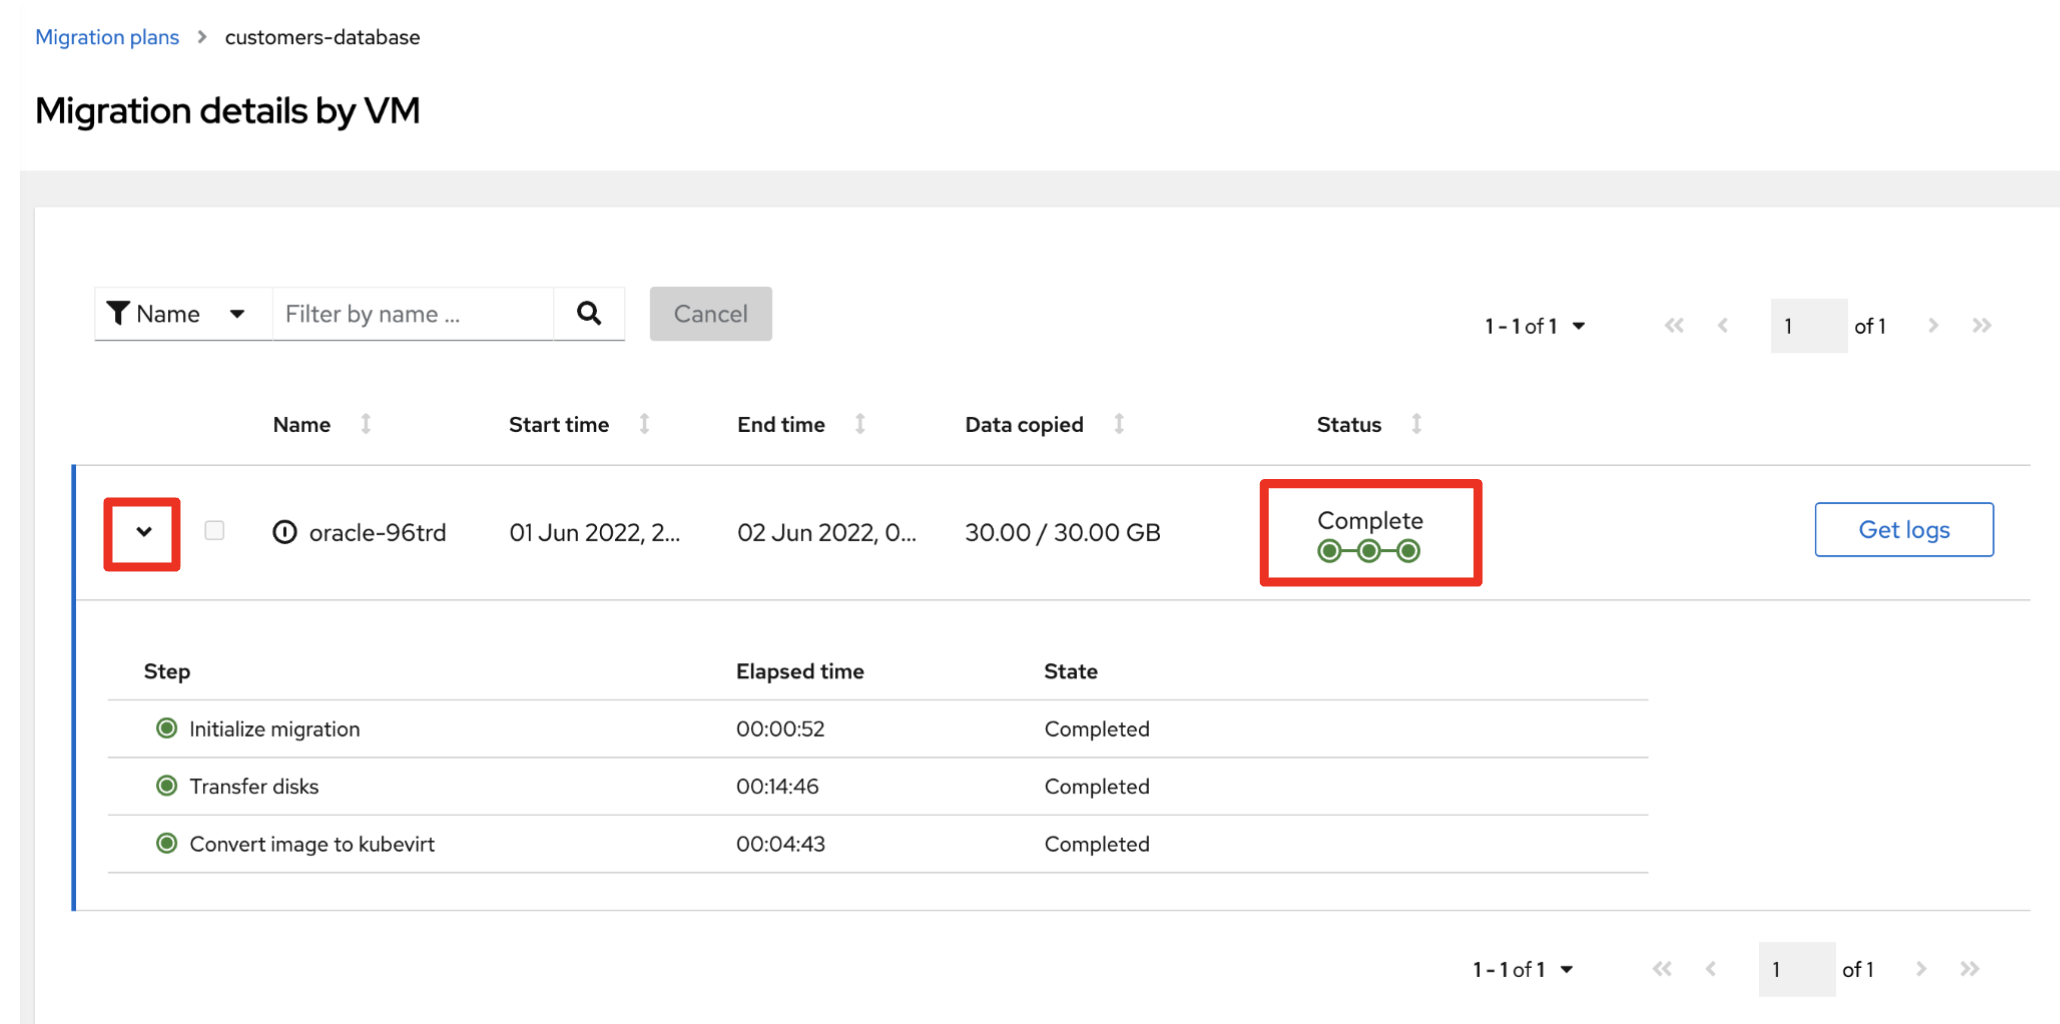 Migration plans > customers-database
Migration details by VM
Name Filter by name ... Cancel 1 - 1 of 1 1 of 1
Name Start time End time Data copied Status
oracle-96trd 01 Jun 2022, 2... 02 Jun 2022, 0... 30.00 / 30.00 GB Complete Get logs
Step Elapsed time State
Initialize migration 00:00:52 Completed
Transfer disks 00:14:46 Completed
Convert image to kubevirt 00:04:43 Completed
1 - 1 of 1 1 of 1